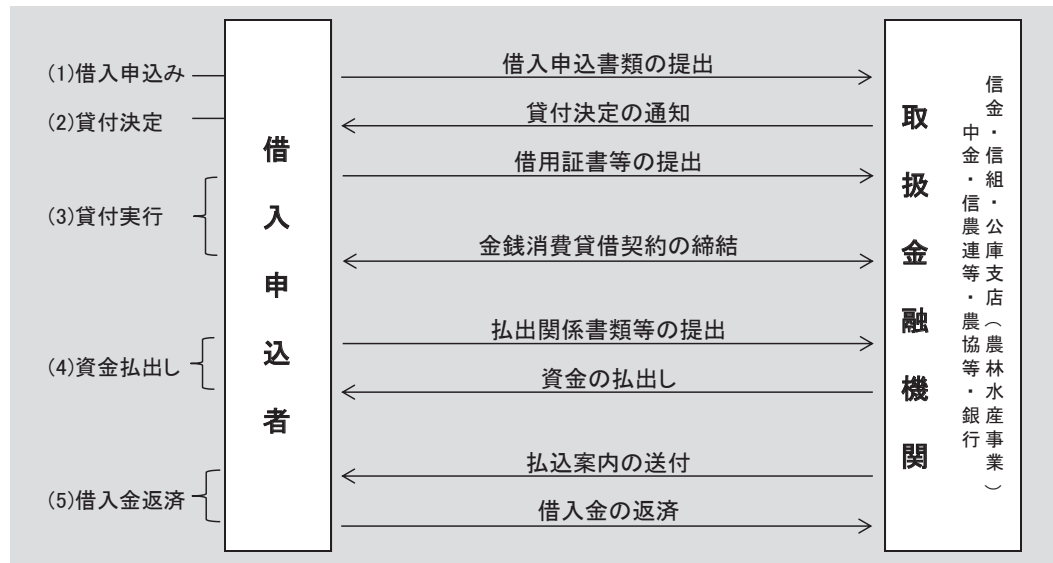 (1)借入申込み
(2)貸付決定
(3)貸付実行
(4)資金払出し
(5)借入金返済
借入申込者
借入申込書類の提出
貸付決定の通知
借用証書等の提出
金銭消費貸借契約の締結
払出関係書類等の提出
資金の払出し
払込案内の送付
借入金の返済
取扱金融機関
信金・信組・公庫支店（農林水産事業）
中金・信農連等・農協等・銀行